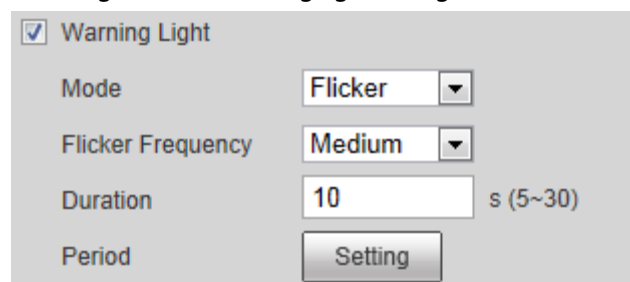 Warning Light
Mode Flicker
Flicker Frequency Medium
Duration 10 s (5~30)
Period Setting